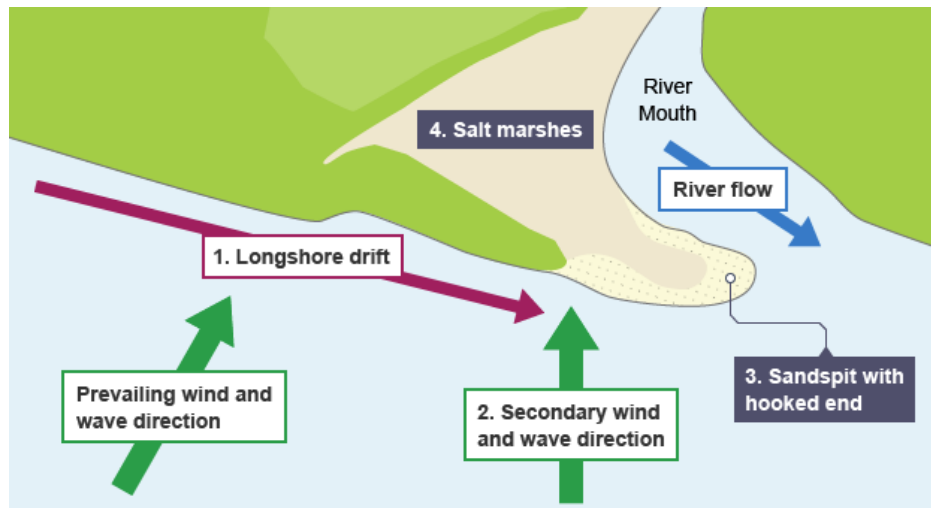 River
Mouth
4. Salt marshes
River flow
1. Longshore drift
3. Sandspit with
hooked end
Prevailing wind and
wave direction
2. Secondary wind
and wave direction